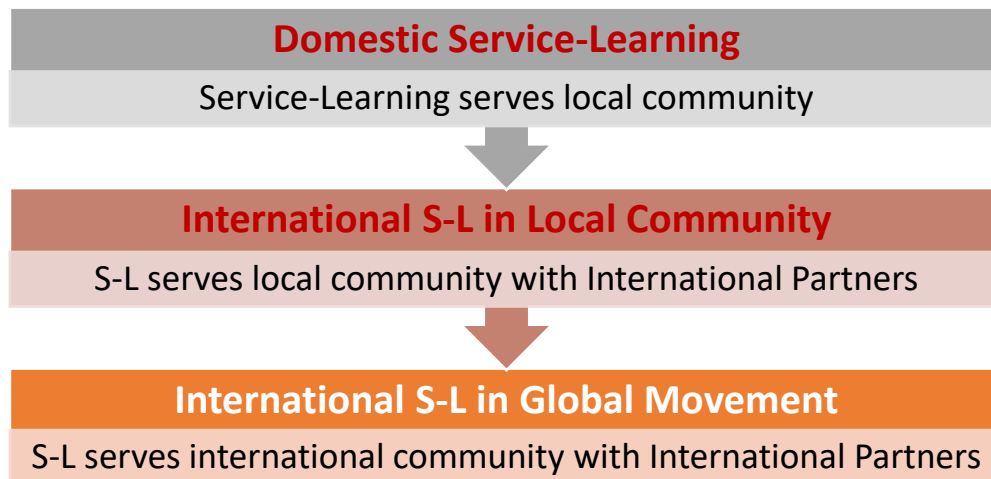 Domestic Service-Learning
Service-Learning serves local community
International S-L in Local Community
S-L serves local community with International Partners
International S-L in Global Movement
S-L serves international community with International Partners